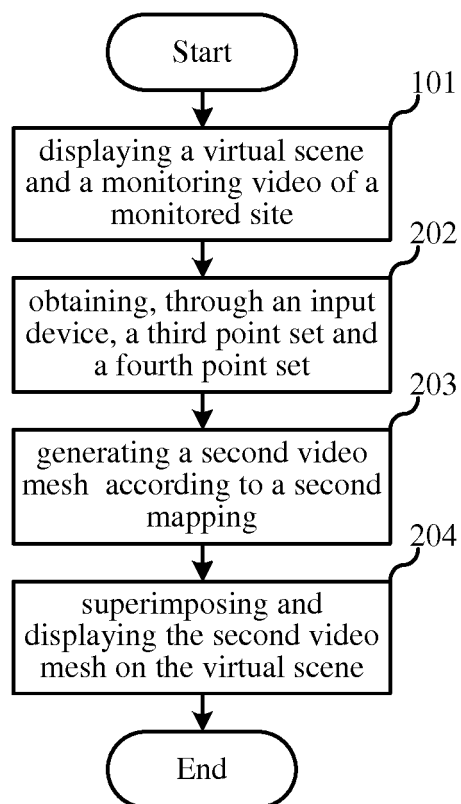 Start
101
displaying a virtual scene
and a monitoring video of a
monitored site
202
obtaining, through an input
device, a third point set and
a fourth point set
203
generating a second video
mesh according to a second
mapping
204
superimposing and
displaying the second video
mesh on the virtual scene
End